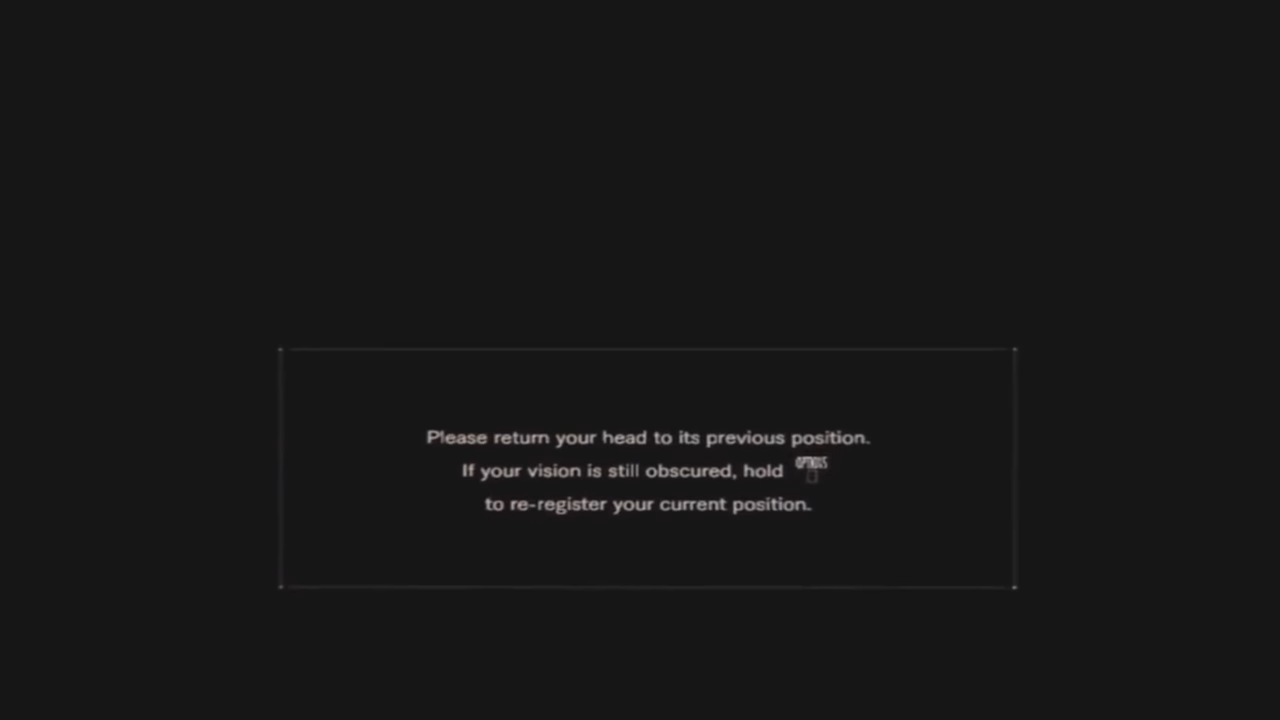 Please return your head to its previous position.
If your vision is still obscured, hold OPTIONS
to re-register your current position.